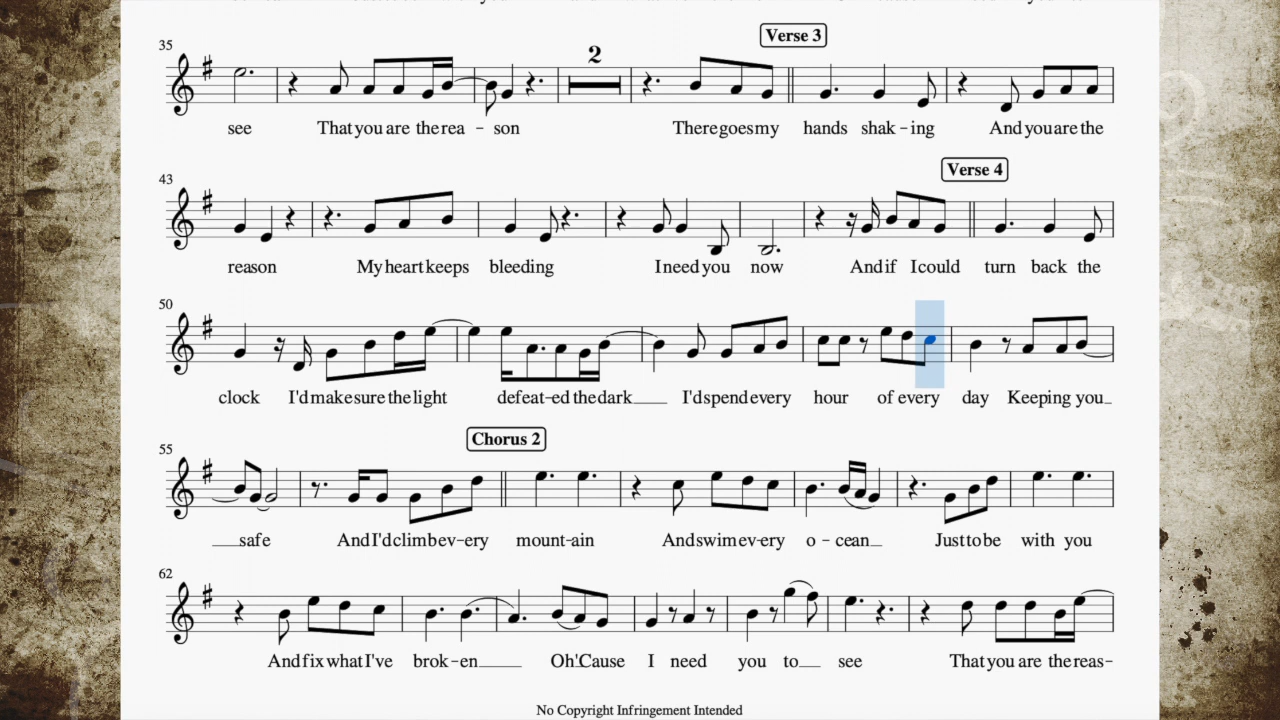 35
2
Verse 3
see That you are the rea - son There goes my hands shak - ing And you are the
43
Verse 4
reason My heart keeps bleeding I need you now And if I could turn back the
50
clock I'd make sure the light defeat-ed the dark I'd spend every hour of every day Keeping you
55
Chorus 2
safe And I'd climb ev-ery mount-ain And swim ev-ery o - cean Just to be with you
62
And fix what I've brok-en Oh 'Cause I need you to see That you are the reas-
No Copyright Infringement Intended